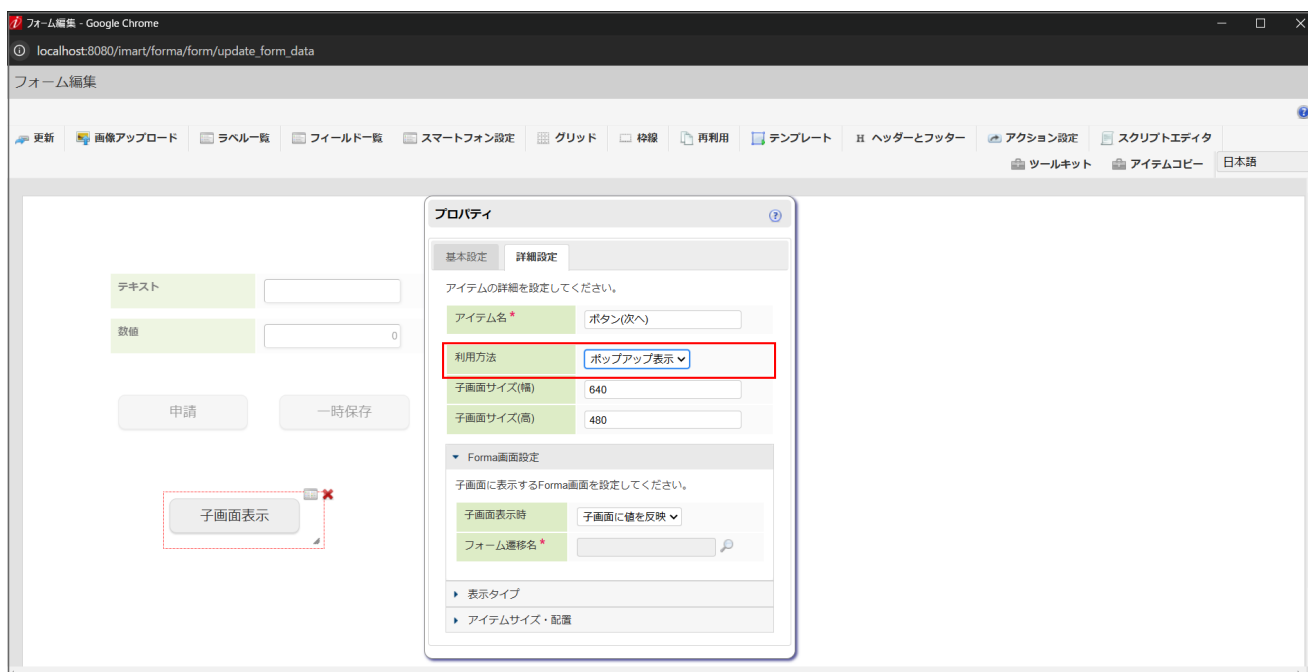 フォーム編集 - Google Chrome
localhost:8080/imart/forma/form/update_form_data
フォーム編集
更新 画像アップロード ラベル一覧 フィールド一覧 スマートフォン設定 グリッド 枠線 再利用 テンプレート H ヘッダーとフッター アクション設定 スクリプトエディタ
ツールキット アイテムコピー 日本語
プロパティ
基本設定 詳細設定
アイテムの詳細を設定してください。
アイテム名* ボタン(次へ)
利用方法 ポップアップ表示
子画面サイズ(幅) 640
子画面サイズ(高) 480
Forma画面設定
子画面に表示するForma画面を設定してください。
子画面表示時 子画面に値を反映
フォーム遷移名*
表示タイプ
アイテムサイズ・配置
テキスト
数値 0
申請 一時保存
子画面表示